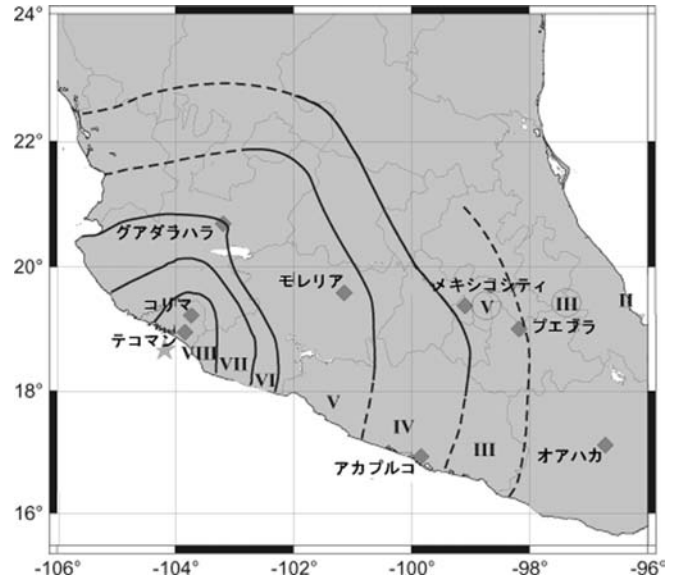 24°
22°
20°
18°
16°
グアダラハラ
モレリア
メキシコシティ
V
III
II
コリマ
テコマン
プエブラ
VIII
VII
VI
V
IV
III
アカプルコ
オアハカ
-106°
-104°
-102°
-100°
-98°
-96°